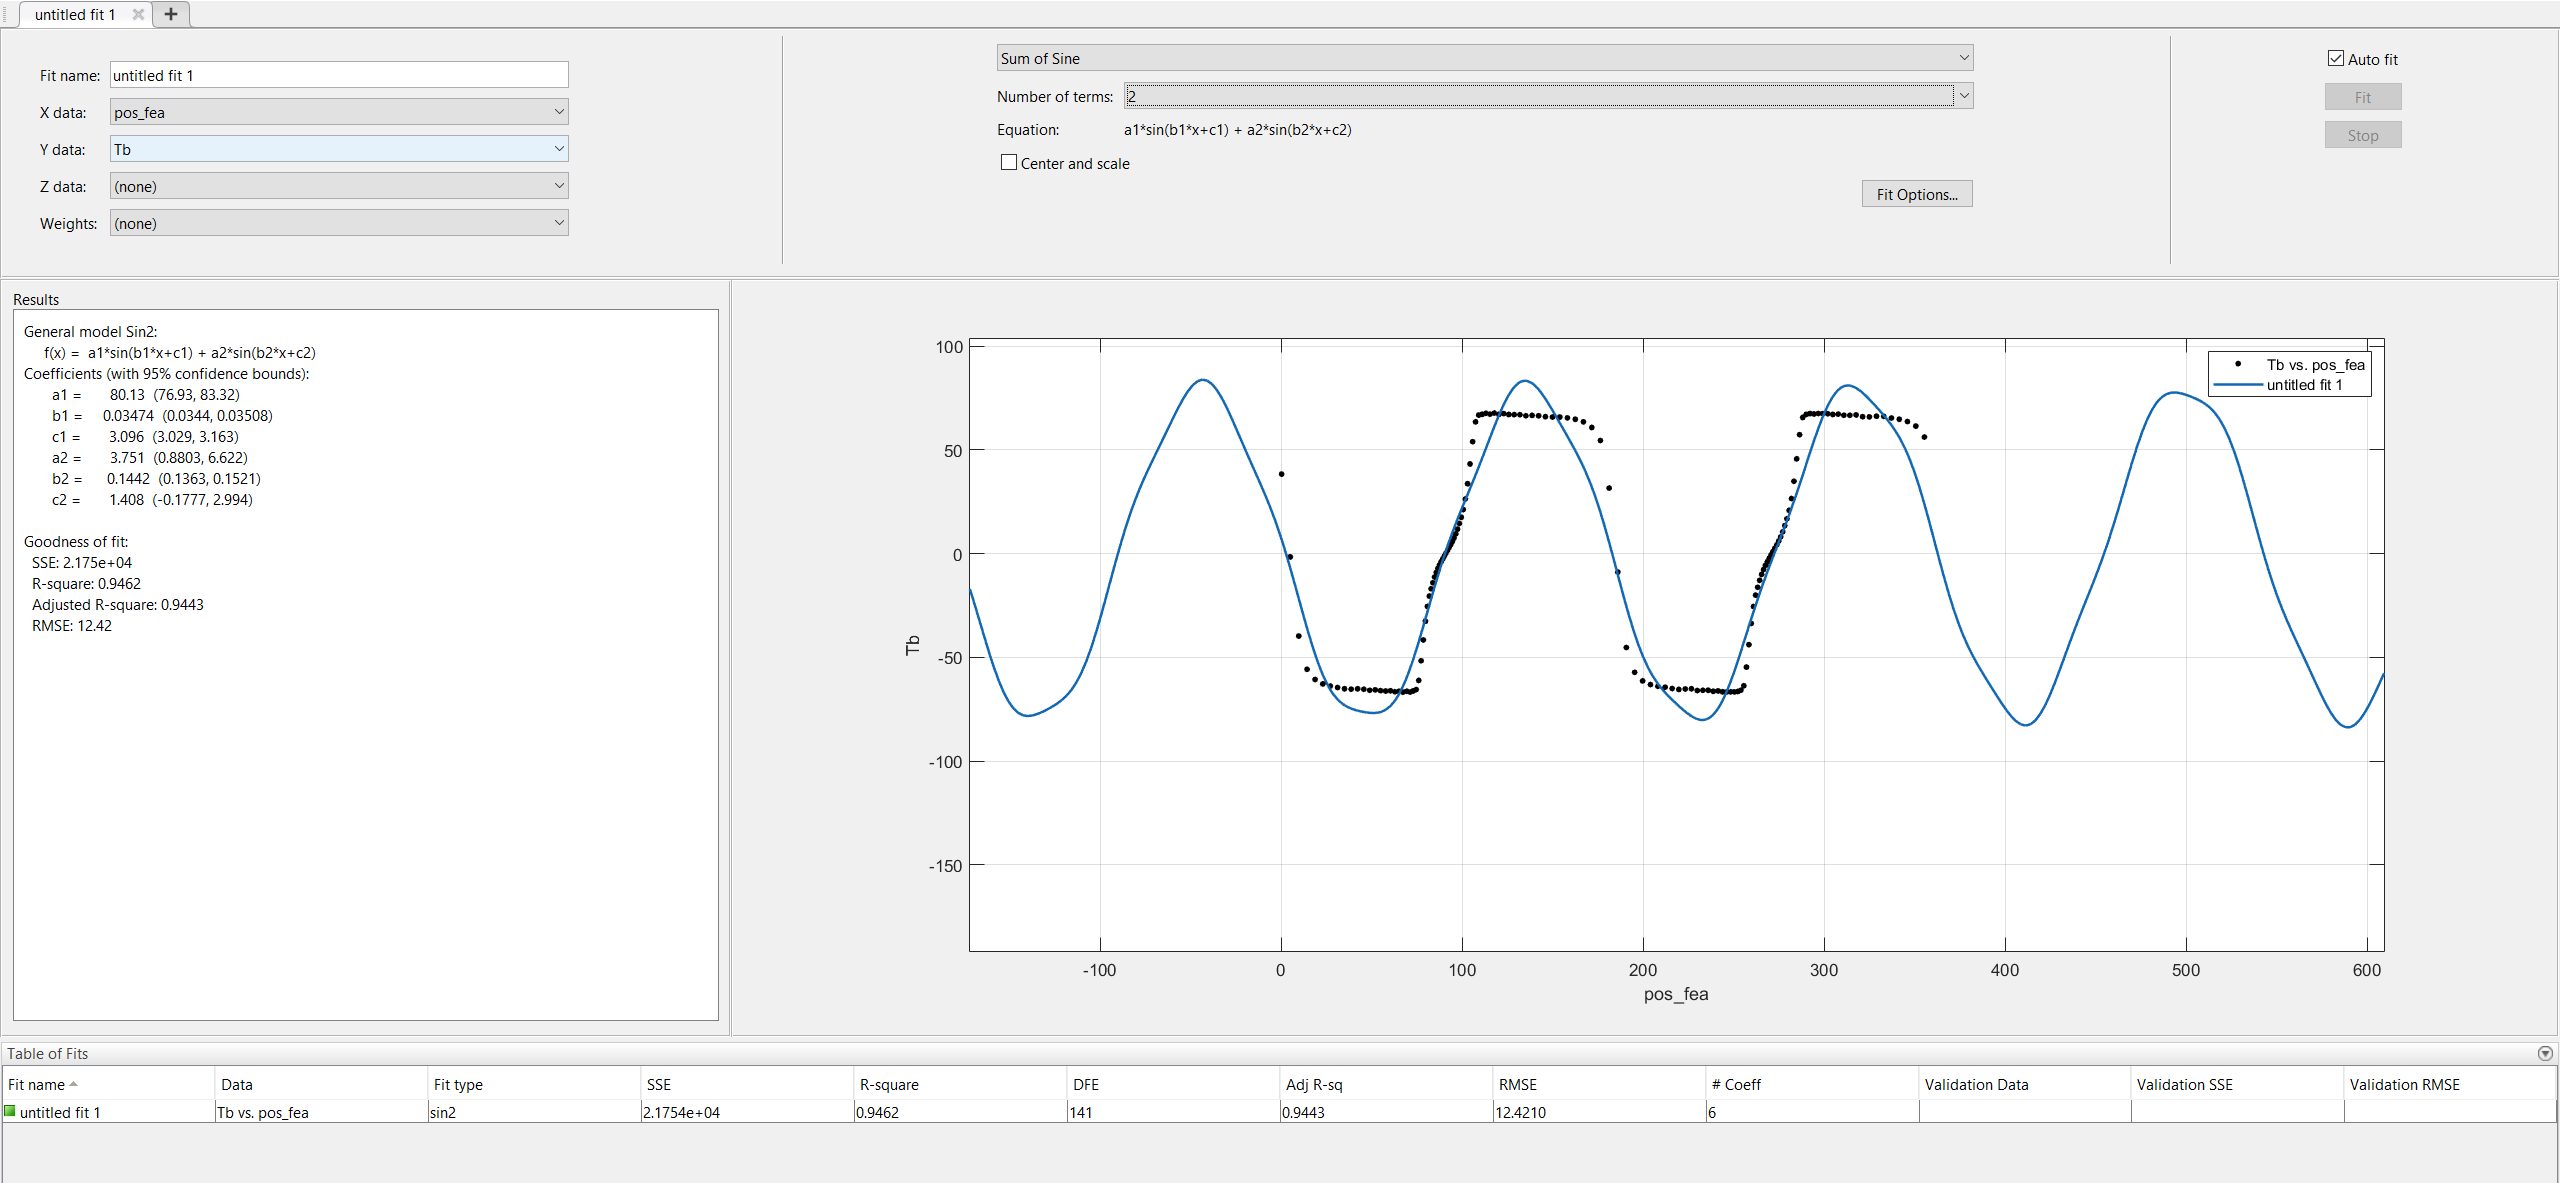 untitled fit 1
Fit name: untitled fit 1
X data: pos_fea
Y data: Tb
Z data: (none)
Weights: (none)
Sum of Sine
Number of terms: 2
Equation: a1*sin(b1*x+c1) + a2*sin(b2*x+c2)
Center and scale
Fit Options...
Auto fit
Fit
Stop
Results
General model Sin2:
f(x) = a1*sin(b1*x+c1) + a2*sin(b2*x+c2)
Coefficients (with 95% confidence bounds):
a1 = 80.13 (76.93, 83.32)
b1 = 0.03474 (0.0344, 0.03508)
c1 = 3.096 (3.029, 3.163)
a2 = 3.751 (0.8803, 6.622)
b2 = 0.1442 (0.1363, 0.1521)
c2 = 1.408 (-0.1777, 2.994)
Goodness of fit:
SSE: 2.175e+04
R-square: 0.9462
Adjusted R-square: 0.9443
RMSE: 12.42
Tb vs. pos_fea
untitled fit 1
100
50
0
-50
-100
-150
Tb
-100 0 100 200 300 400 500 600
pos_fea
Table of Fits
Fit name Data Fit type SSE R-square DFE Adj R-sq RMSE # Coeff Validation Data Validation SSE Validation RMSE
untitled fit 1 Tb vs. pos_fea sin2 2.1754e+04 0.9462 141 0.9443 12.4210 6